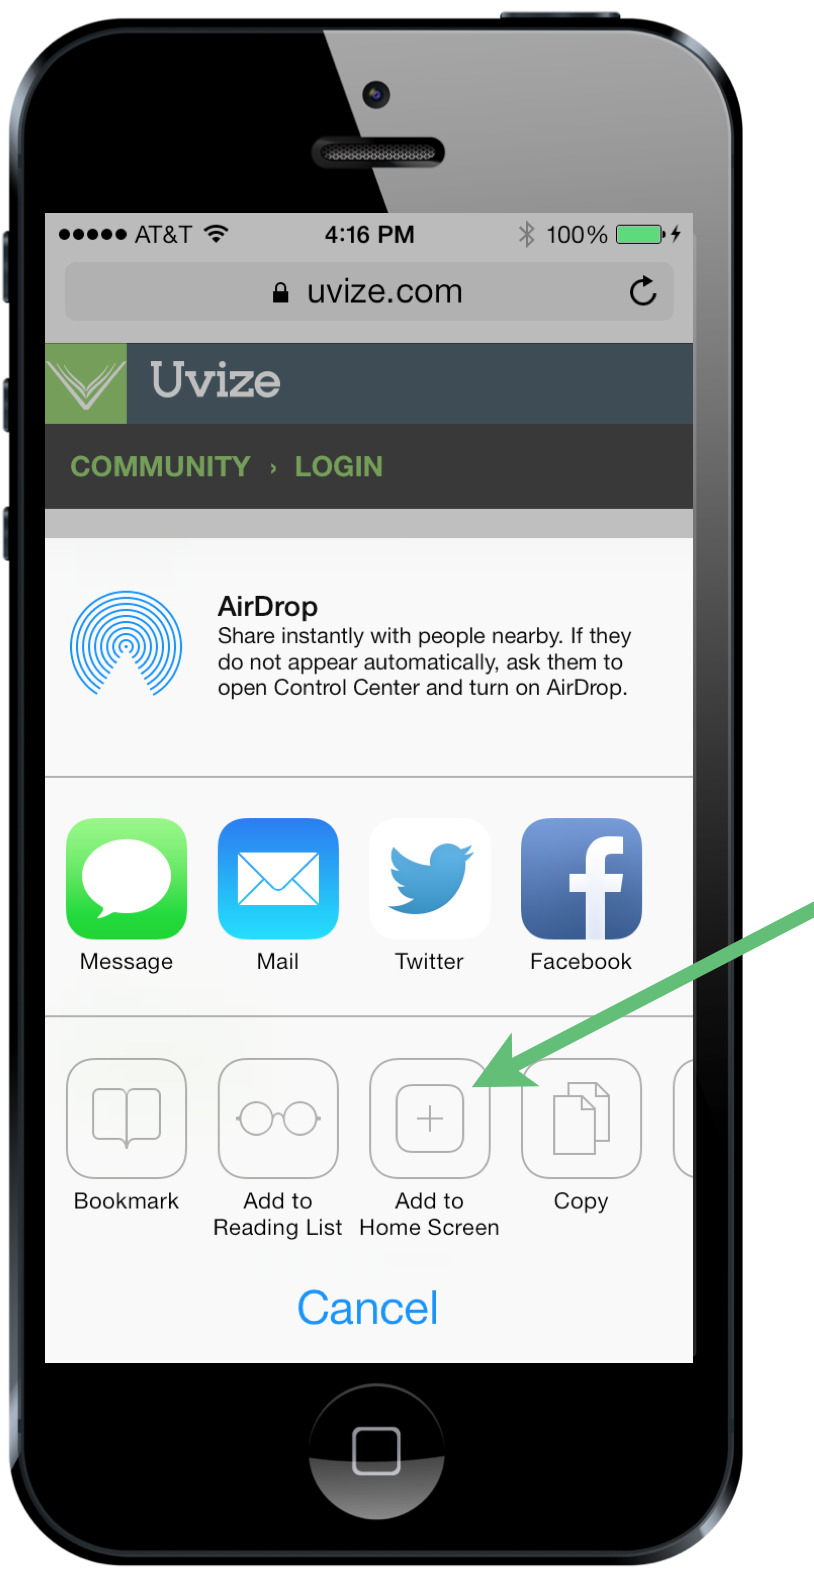 AT&T 4:16 PM 100%
uvize.com
Uvize
COMMUNITY › LOGIN
AirDrop
Share instantly with people nearby. If they
do not appear automatically, ask them to
open Control Center and turn on AirDrop.
Message Mail Twitter Facebook
Bookmark Add to Add to Copy
Reading List Home Screen
Cancel